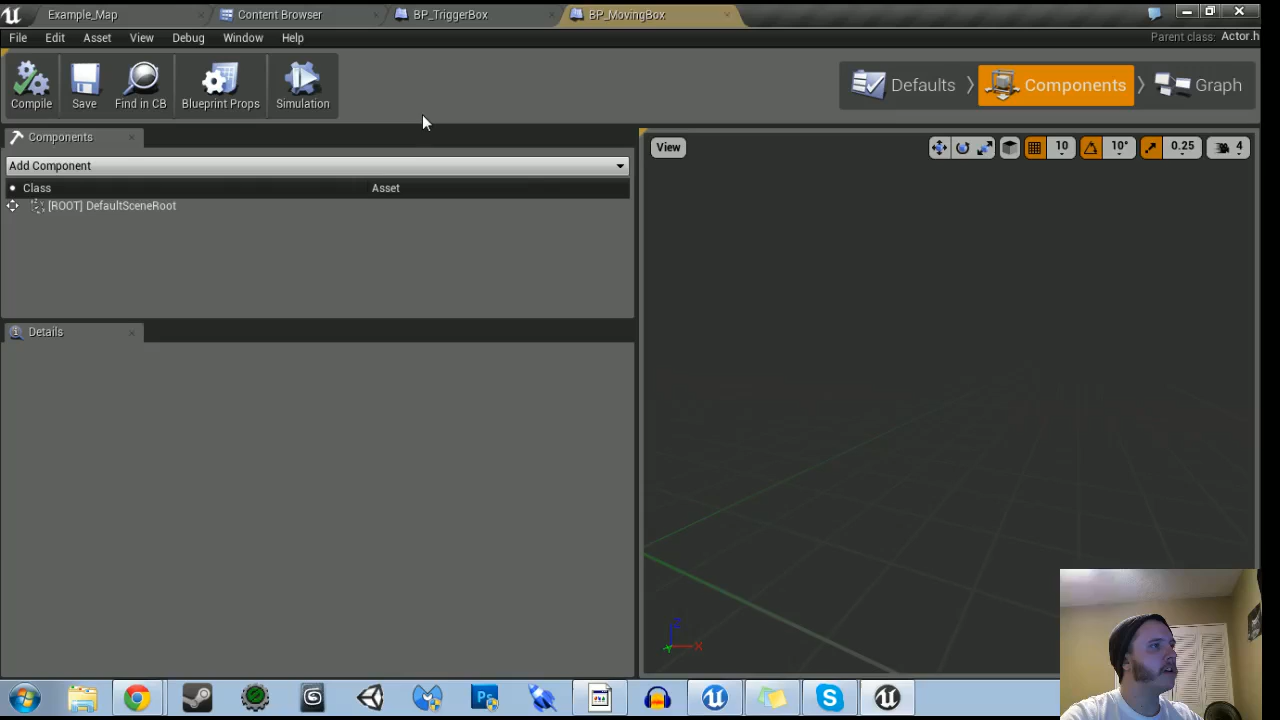 Example_Map Content Browser BP_TriggerBox BP_MovingBox
File Edit Asset View Debug Window Help Parent class: Actor.h
Compile Save Find in CB Blueprint Props Simulation Defaults Components Graph
Components
View 10 10° 0.25 4
Add Component
Class Asset
[ROOT] DefaultSceneRoot
Details
Z
X
Y
Ps